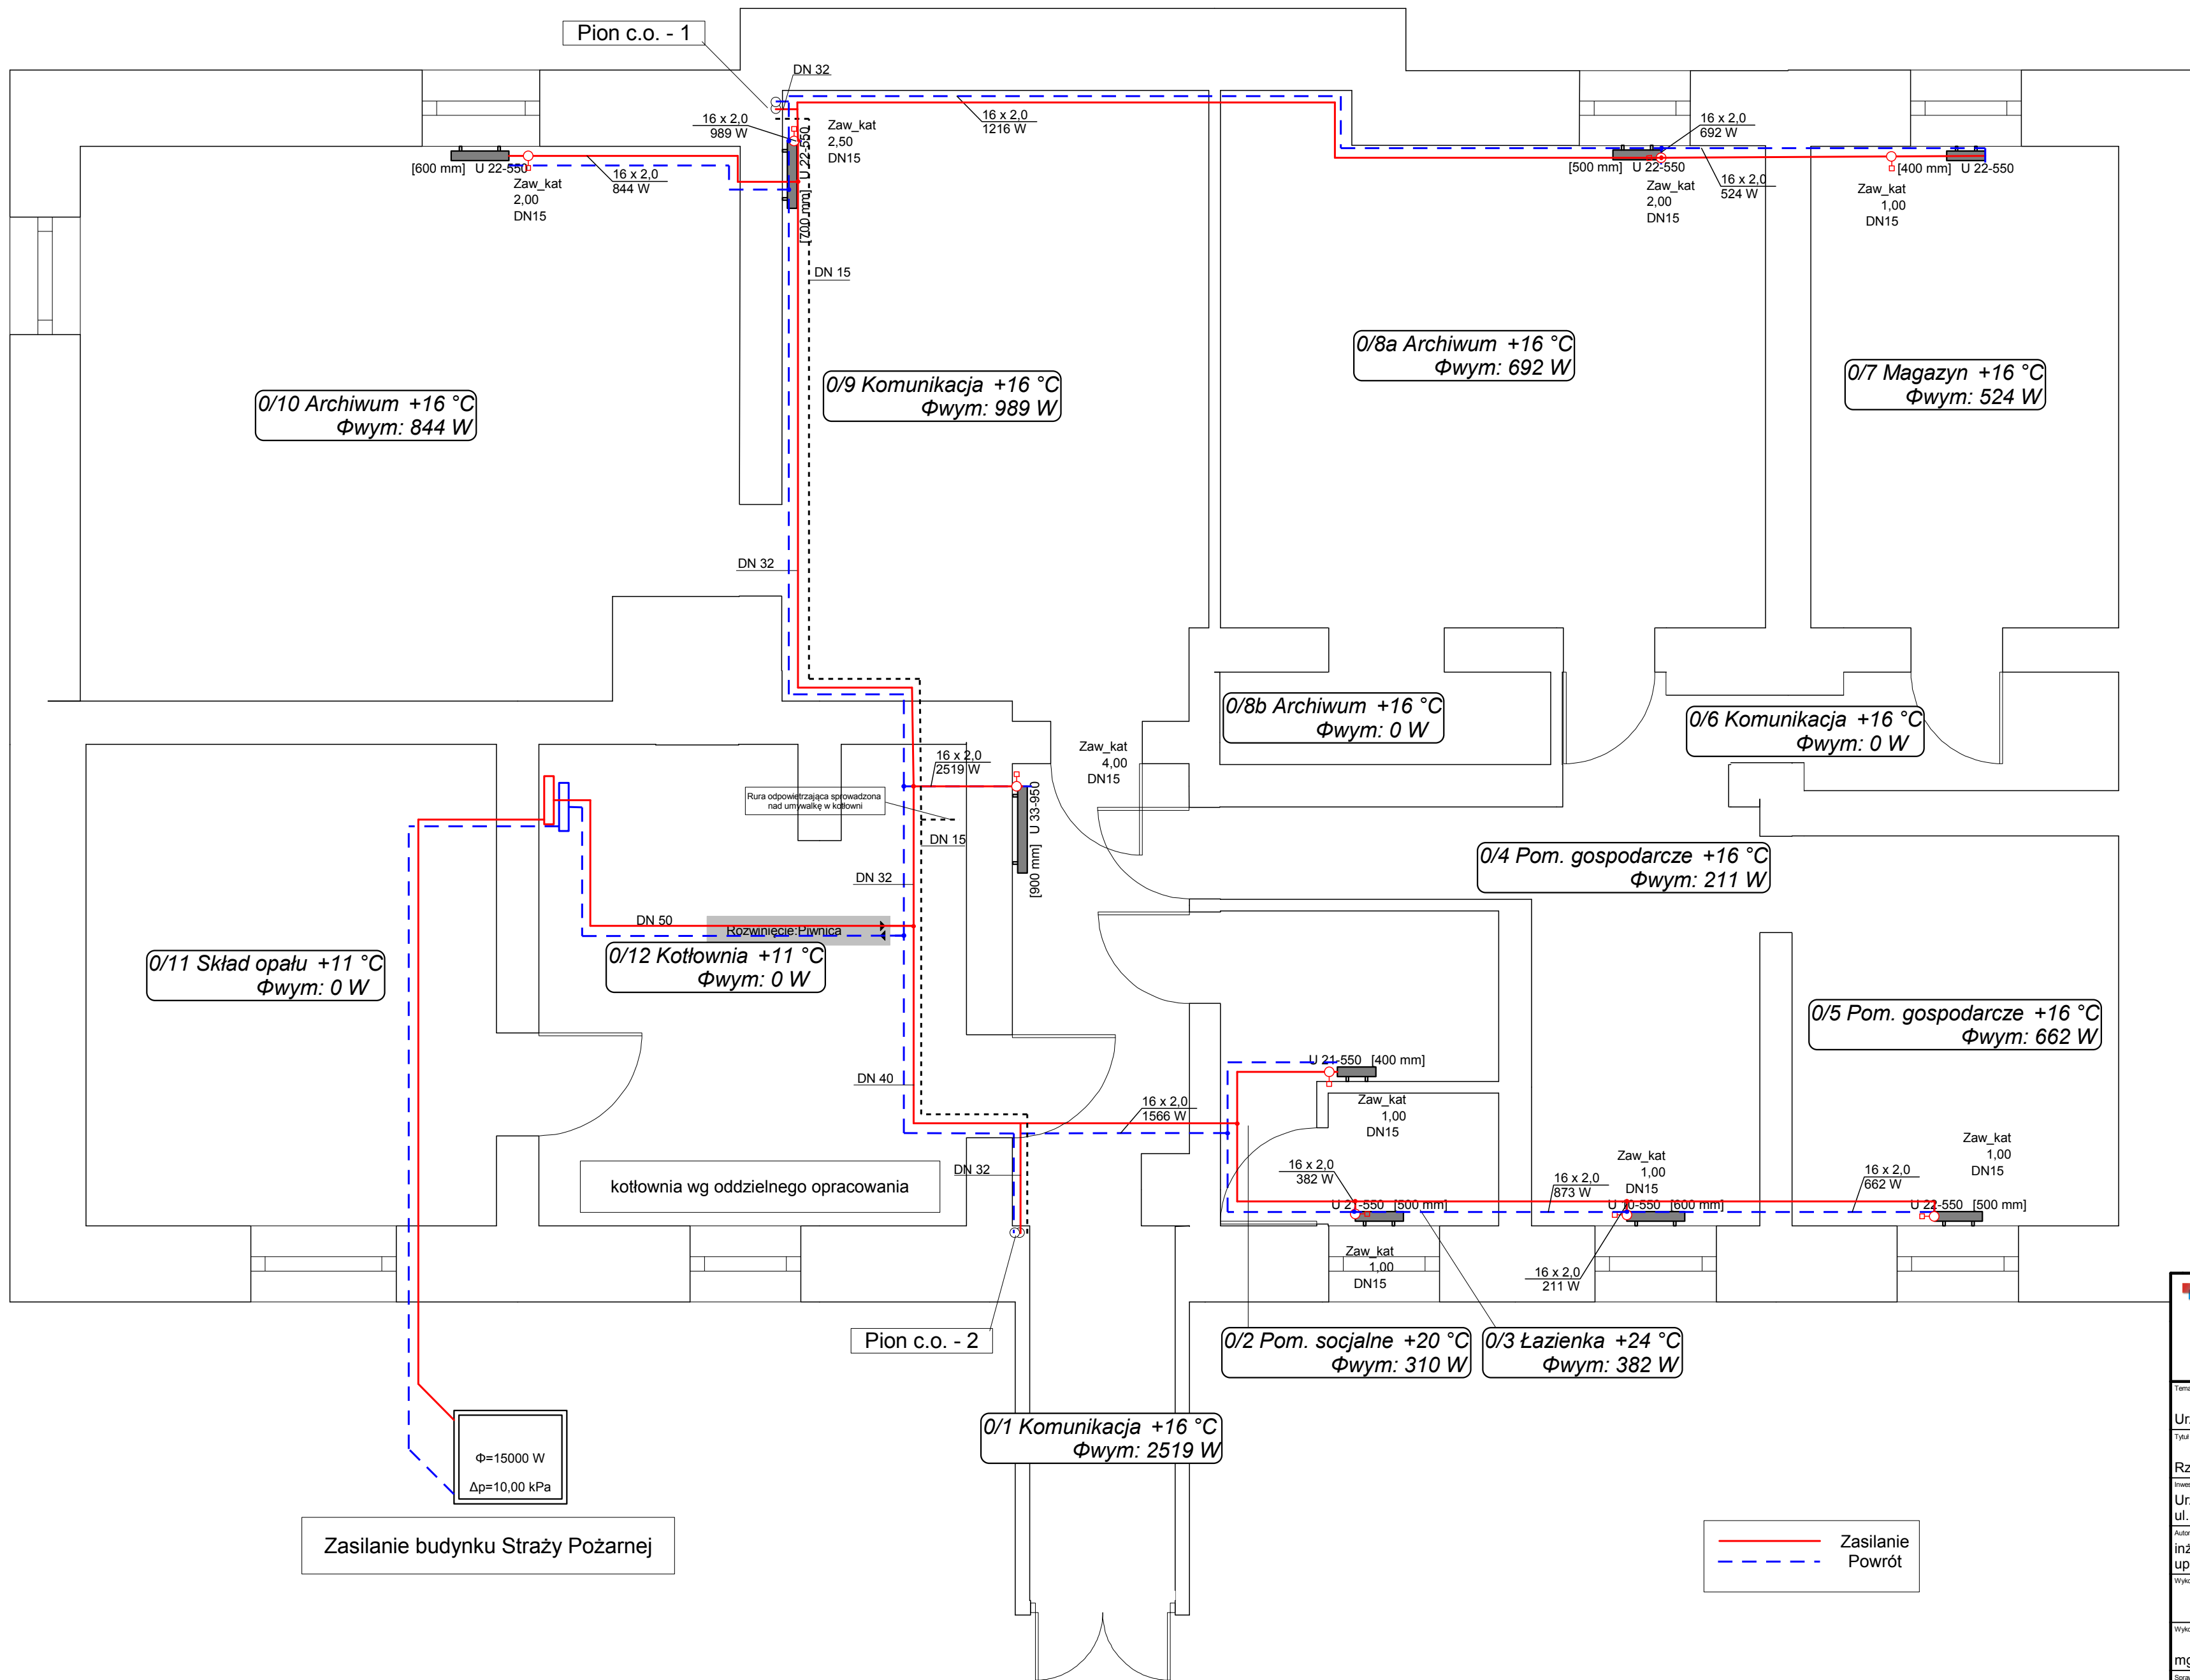 Pion c.o. - 1
DN 32
16 x 2,0
989 W
Zaw_kat
2,50
DN15
16 x 2,0
1216 W
16 x 2,0
692 W
[600 mm] U 22-550
Zaw_kat
2,00
DN15
16 x 2,0
844 W
[700 mm] U 22-550
[500 mm] U 22-550
Zaw_kat
2,00
DN15
16 x 2,0
524 W
[400 mm] U 22-550
Zaw_kat
1,00
DN15
DN 15
0/10 Archiwum +16 °C
Φwym: 844 W
0/9 Komunikacja +16 °C
Φwym: 989 W
0/8a Archiwum +16 °C
Φwym: 692 W
0/7 Magazyn +16 °C
Φwym: 524 W
DN 32
0/8b Archiwum +16 °C
Φwym: 0 W
0/6 Komunikacja +16 °C
Φwym: 0 W
16 x 2,0
2519 W
Zaw_kat
4,00
DN15
Rura odpowietrzająca sprowadzona
nad umywalkę w kotłowni
[900 mm] U 33-950
DN 15
DN 32
0/4 Pom. gospodarcze +16 °C
Φwym: 211 W
DN 50
Rozwinięcie:Piwnica
0/11 Skład opału +11 °C
Φwym: 0 W
0/12 Kotłownia +11 °C
Φwym: 0 W
0/5 Pom. gospodarcze +16 °C
Φwym: 662 W
DN 40
U 21-550 [400 mm]
Zaw_kat
1,00
DN15
16 x 2,0
1566 W
DN 32
kotłownia wg oddzielnego opracowania
16 x 2,0
382 W
U 21-550 [500 mm]
16 x 2,0
873 W
Zaw_kat
1,00
DN15
[600 mm]
16 x 2,0
662 W
Zaw_kat
1,00
DN15
U 22-550 [500 mm]
Zaw_kat
1,00
DN15
16 x 2,0
211 W
Pion c.o. - 2
0/2 Pom. socjalne +20 °C
Φwym: 310 W
0/3 Łazienka +24 °C
Φwym: 382 W
0/1 Komunikacja +16 °C
Φwym: 2519 W
Φ=15000 W
Δp=10,00 kPa
Zasilanie budynku Straży Pożarnej
Zasilanie
Powrót